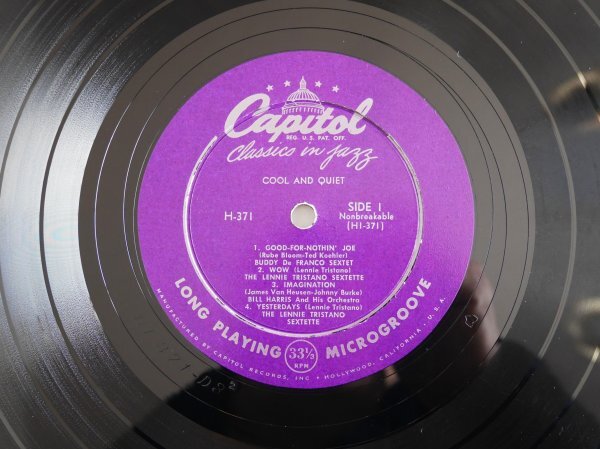 Capitol
REG. U.S. PAT. OFF.
Classics in Jazz
COOL AND QUIET
H-371
SIDE 1
Nonbreakable
(H1-371)
1. GOOD-FOR-NOTHIN' JOE
(Rube Bloom-Ted Koehler)
BUDDY De FRANCO SEXTET
2. WOW (Lennie Tristano)
THE LENNIE TRISTANO SEXTETTE
3. IMAGINATION
(James Van Heusen-Johnny Burke)
BILL HARRIS And His Orchestra
4. YESTERDAYS (Lennie Tristano)
THE LENNIE TRISTANO
SEXTETTE
LONG PLAYING 33⅓ RPM MICROGROOVE
MANUFACTURED BY CAPITOL RECORDS, INC • HOLLYWOOD, CALIFORNIA, U.S.A.